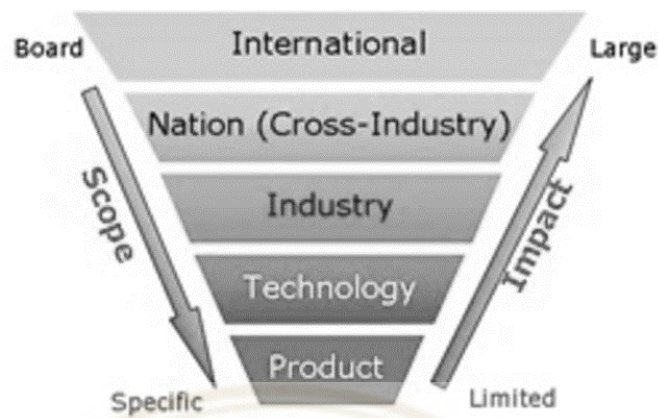 International
Board
Large
Nation (Cross-Industry)
Scope
Industry
Impact
Technology
Product
Specific
Limited